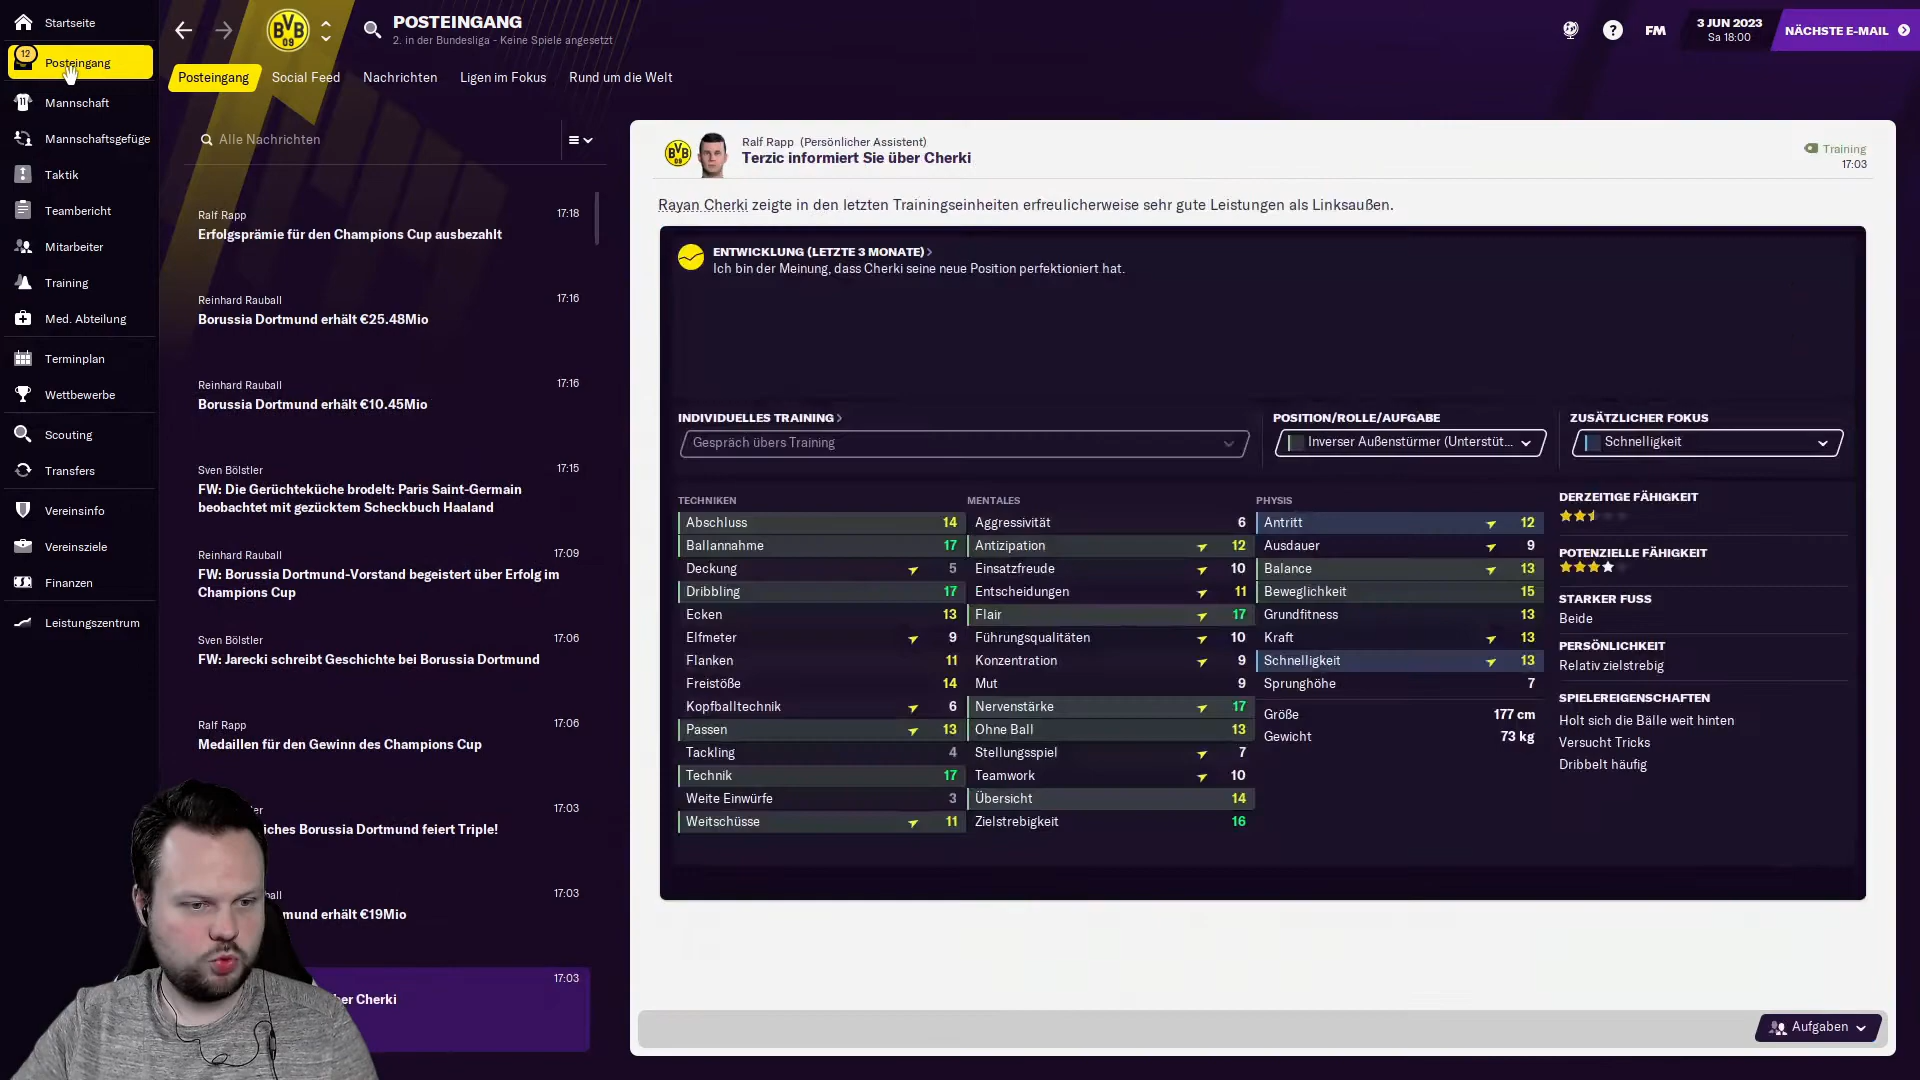 Startseite
12
Posteingang
Mannschaft
Mannschaftsgefüge
Taktik
Teambericht
Mitarbeiter
Training
Med. Abteilung
Terminplan
Wettbewerbe
Scouting
Transfers
Vereinsinfo
Vereinsziele
Finanzen
Leistungszentrum
BVB
09
POSTEINGANG
2. in der Bundesliga - Keine Spiele angesetzt
FM
3 JUN 2023
Sa 18:00
NÄCHSTE E-MAIL
Posteingang
Social Feed
Nachrichten
Ligen im Fokus
Rund um die Welt
Alle Nachrichten
Ralf Rapp 17:18
Erfolgsprämie für den Champions Cup ausbezahlt
Reinhard Rauball 17:16
Borussia Dortmund erhält €25.48Mio
Reinhard Rauball 17:16
Borussia Dortmund erhält €10.45Mio
Sven Bölstler 17:15
FW: Die Gerüchteküche brodelt: Paris Saint-Germain
beobachtet mit gezücktem Scheckbuch Haaland
Reinhard Rauball 17:09
FW: Borussia Dortmund-Vorstand begeistert über Erfolg im
Champions Cup
Sven Bölstler 17:06
FW: Jarecki schreibt Geschichte bei Borussia Dortmund
Ralf Rapp 17:06
Medaillen für den Gewinn des Champions Cup
17:03
iches Borussia Dortmund feiert Triple!
17:03
mund erhält €19Mio
17:03
er Cherki
BVB
09
Ralf Rapp (Persönlicher Assistent)
Terzic informiert Sie über Cherki
Training
17:03
Rayan Cherki zeigte in den letzten Trainingseinheiten erfreulicherweise sehr gute Leistungen als Linksaußen.
ENTWICKLUNG (LETZTE 3 MONATE)
Ich bin der Meinung, dass Cherki seine neue Position perfektioniert hat.
INDIVIDUELLES TRAINING
Gespräch übers Training
POSITION/ROLLE/AUFGABE
Inverser Außenstürmer (Unterstüt...
ZUSÄTZLICHER FOKUS
Schnelligkeit
TECHNIKEN
Abschluss 14
Ballannahme 17
Deckung 5
Dribbling 17
Ecken 13
Elfmeter 9
Flanken 11
Freistöße 14
Kopfballtechnik 6
Passen 13
Tackling 4
Technik 17
Weite Einwürfe 3
Weitschüsse 11
MENTALES
Aggressivität 6
Antizipation 12
Einsatzfreude 10
Entscheidungen 11
Flair 17
Führungsqualitäten 10
Konzentration 9
Mut 9
Nervenstärke 17
Ohne Ball 13
Stellungsspiel 7
Teamwork 10
Übersicht 14
Zielstrebigkeit 16
PHYSIS
Antritt 12
Ausdauer 9
Balance 13
Beweglichkeit 15
Grundfitness 13
Kraft 13
Schnelligkeit 13
Sprunghöhe 7
Größe 177 cm
Gewicht 73 kg
DERZEITIGE FÄHIGKEIT
POTENZIELLE FÄHIGKEIT
STARKER FUSS
Beide
PERSÖNLICHKEIT
Relativ zielstrebig
SPIELEREIGENSCHAFTEN
Holt sich die Bälle weit hinten
Versucht Tricks
Dribbelt häufig
Aufgaben